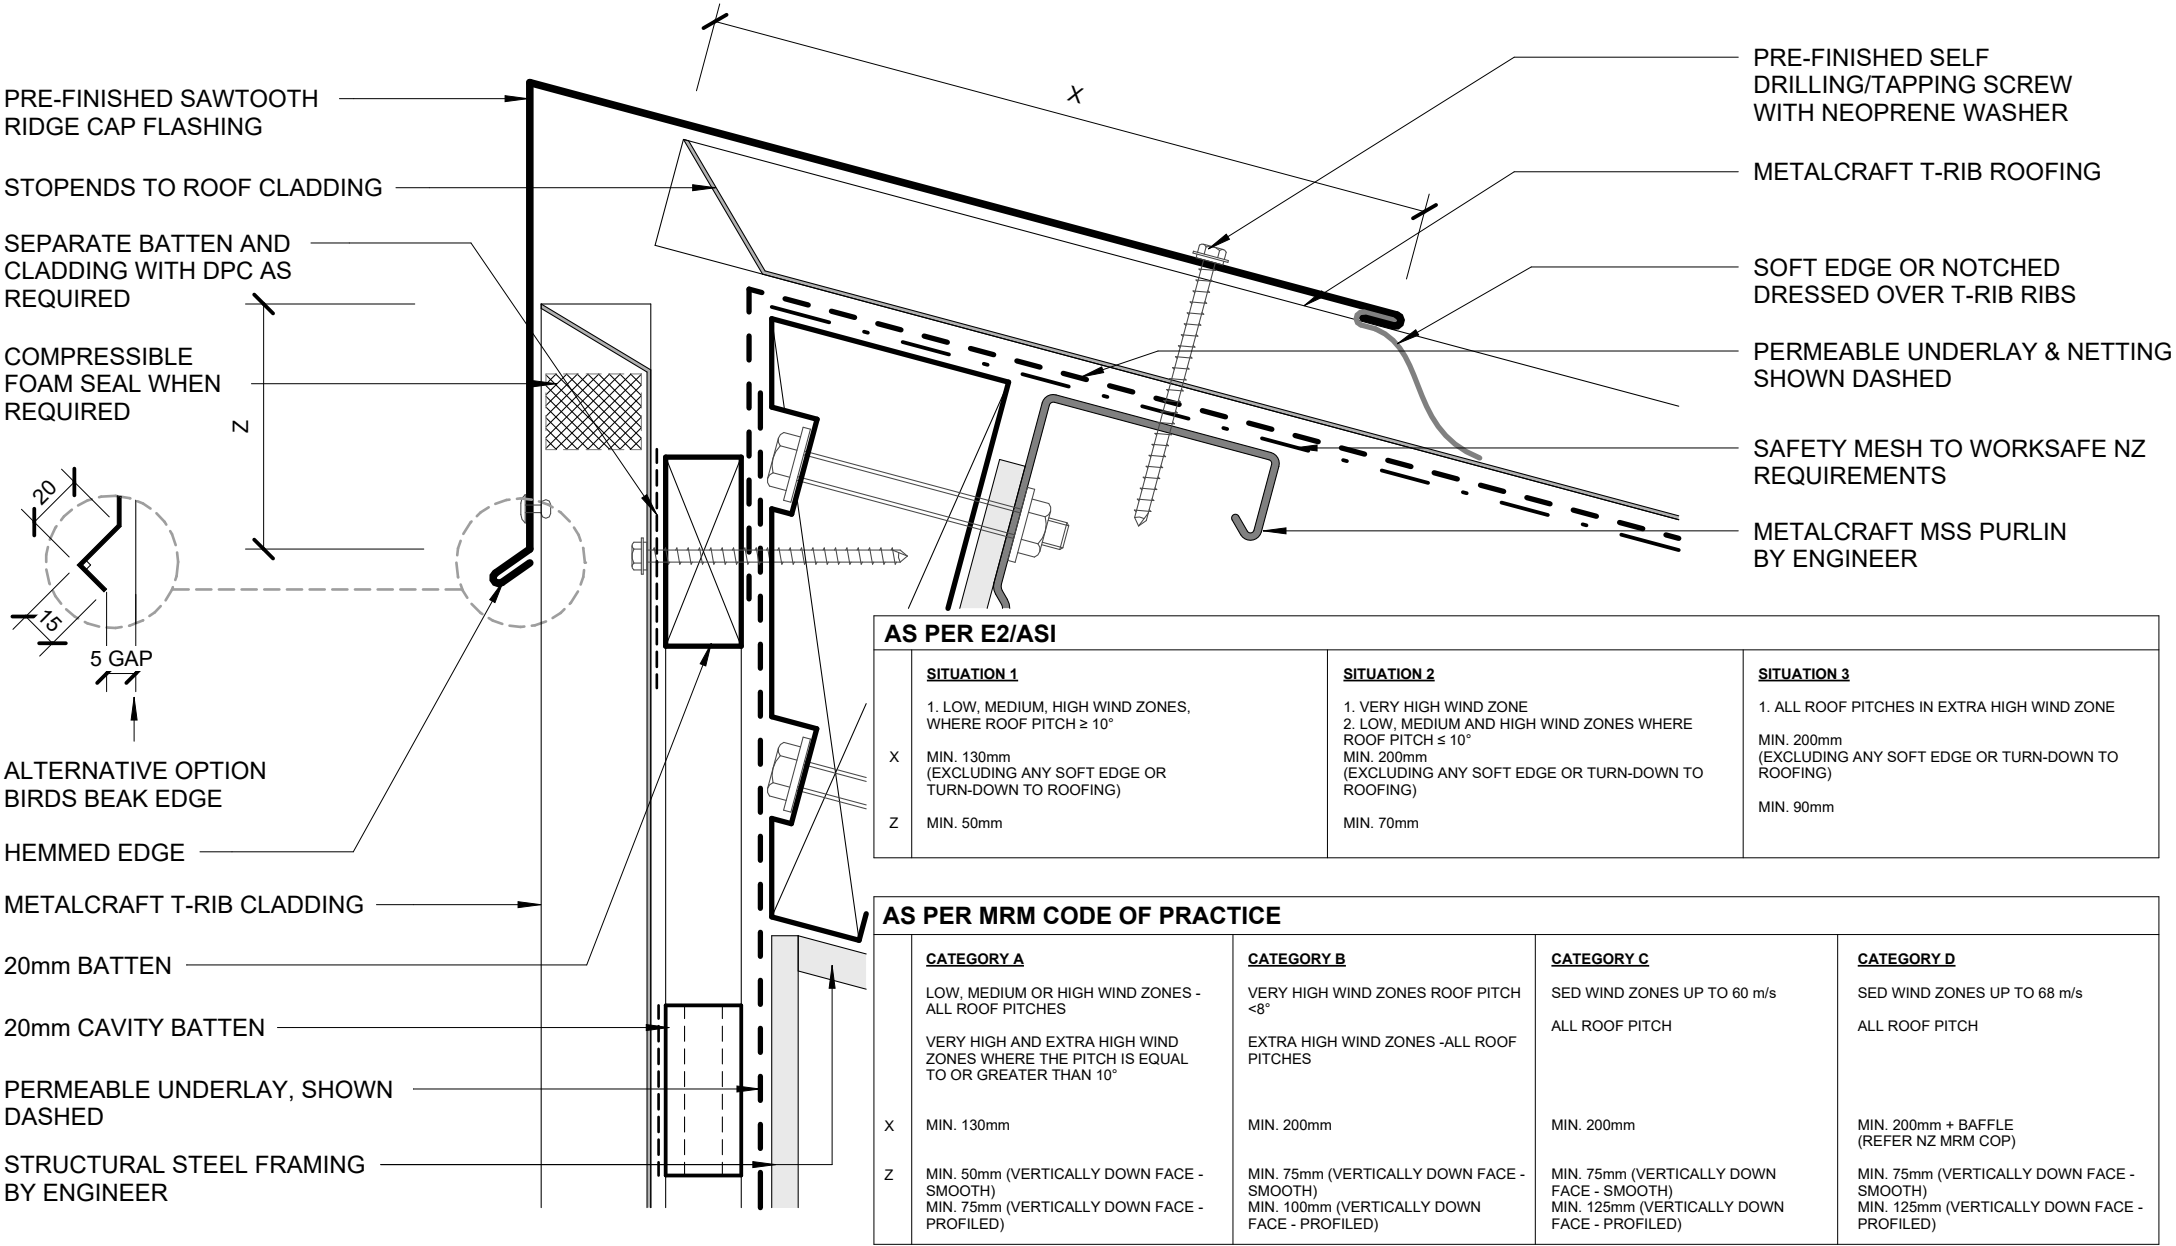 PRE-FINISHED SAWTOOTH
RIDGE CAP FLASHING
STOPENDS TO ROOF CLADDING
SEPARATE BATTEN AND
CLADDING WITH DPC AS
REQUIRED
COMPRESSIBLE
FOAM SEAL WHEN
REQUIRED
Z
20
15
5 GAP
ALTERNATIVE OPTION
BIRDS BEAK EDGE
HEMMED EDGE
METALCRAFT T-RIB CLADDING
20mm BATTEN
20mm CAVITY BATTEN
PERMEABLE UNDERLAY, SHOWN
DASHED
STRUCTURAL STEEL FRAMING
BY ENGINEER
X
PRE-FINISHED SELF
DRILLING/TAPPING SCREW
WITH NEOPRENE WASHER
METALCRAFT T-RIB ROOFING
SOFT EDGE OR NOTCHED
DRESSED OVER T-RIB RIBS
PERMEABLE UNDERLAY & NETTING
SHOWN DASHED
SAFETY MESH TO WORKSAFE NZ
REQUIREMENTS
METALCRAFT MSS PURLIN
BY ENGINEER
AS PER E2/ASI
SITUATION 1
1. LOW, MEDIUM, HIGH WIND ZONES,
WHERE ROOF PITCH ≥ 10°
X
MIN. 130mm
(EXCLUDING ANY SOFT EDGE OR
TURN-DOWN TO ROOFING)
Z
MIN. 50mm
SITUATION 2
1. VERY HIGH WIND ZONE
2. LOW, MEDIUM AND HIGH WIND ZONES WHERE
ROOF PITCH ≤ 10°
MIN. 200mm
(EXCLUDING ANY SOFT EDGE OR TURN-DOWN TO
ROOFING)
MIN. 70mm
SITUATION 3
1. ALL ROOF PITCHES IN EXTRA HIGH WIND ZONE
MIN. 200mm
(EXCLUDING ANY SOFT EDGE OR TURN-DOWN TO
ROOFING)
MIN. 90mm
AS PER MRM CODE OF PRACTICE
CATEGORY A
LOW, MEDIUM OR HIGH WIND ZONES -
ALL ROOF PITCHES
VERY HIGH AND EXTRA HIGH WIND
ZONES WHERE THE PITCH IS EQUAL
TO OR GREATER THAN 10°
X
MIN. 130mm
Z
MIN. 50mm (VERTICALLY DOWN FACE -
SMOOTH)
MIN. 75mm (VERTICALLY DOWN FACE -
PROFILED)
CATEGORY B
VERY HIGH WIND ZONES ROOF PITCH
<8°
EXTRA HIGH WIND ZONES -ALL ROOF
PITCHES
MIN. 200mm
MIN. 75mm (VERTICALLY DOWN FACE -
SMOOTH)
MIN. 100mm (VERTICALLY DOWN
FACE - PROFILED)
CATEGORY C
SED WIND ZONES UP TO 60 m/s
ALL ROOF PITCH
MIN. 200mm
MIN. 75mm (VERTICALLY DOWN
FACE - SMOOTH)
MIN. 125mm (VERTICALLY DOWN
FACE - PROFILED)
CATEGORY D
SED WIND ZONES UP TO 68 m/s
ALL ROOF PITCH
MIN. 200mm + BAFFLE
(REFER NZ MRM COP)
MIN. 75mm (VERTICALLY DOWN FACE -
SMOOTH)
MIN. 125mm (VERTICALLY DOWN FACE -
PROFILED)